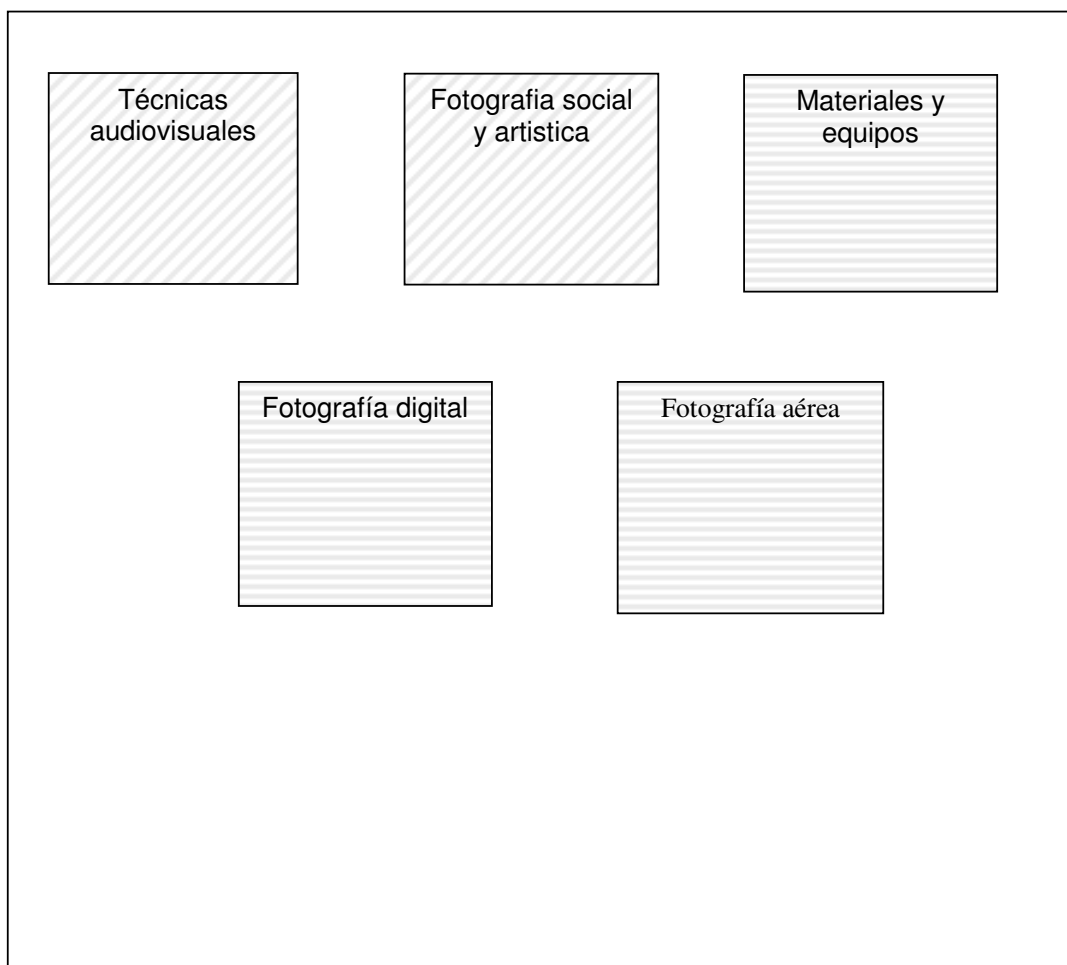 Técnicas
audiovisuales
Fotografia social
y artistica
Materiales y
equipos
Fotografía digital
Fotografía aérea